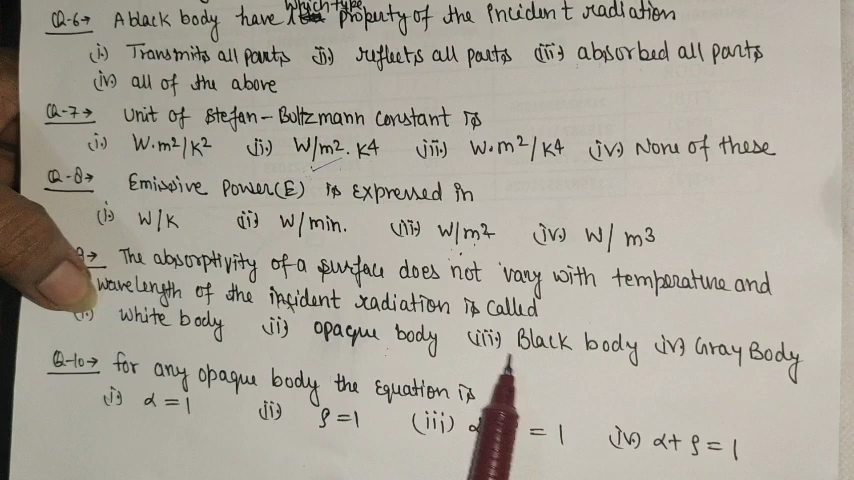 Q-6→ A black body have which type property of the incident radiation
(i.) Transmits all parts (ii.) reflects all parts (iii.) absorbed all parts
(iv.) all of the above
Q-7→ Unit of Stefan-Boltzmann constant is
(i.) W.m2/K2 (ii.) W/m2.K4 (iii.) W.m2/K4 (iv.) None of these
Q-8→ Emissive Power(E) is expressed in
(i) W/K (ii) W/min. (iii) W/m2 (iv.) W/m3
→ The absorptivity of a surface does not vary with temperature and
wavelength of the incident radiation is called
(i.) white body (ii) opaque body (iii.) Black body (iv.) Gray Body
Q-10→ for any opaque body the equation is
(i) α=1 (ii) ρ=1 (iii) α = 1 (iv.) α+ρ=1